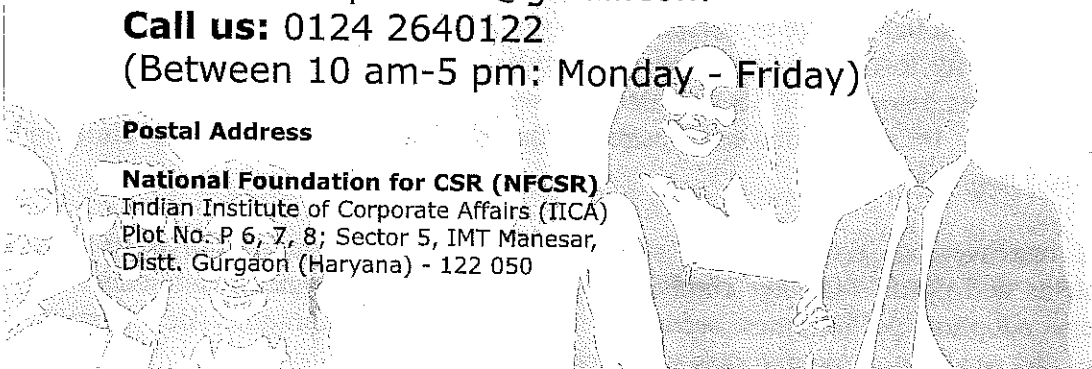 Call us: 0124 2640122
(Between 10 am-5 pm: Monday - Friday)
Postal Address
National Foundation for CSR (NFCSR)
Indian Institute of Corporate Affairs (IICA)
Plot No. P 6, 7, 8; Sector 5, IMT Manesar,
Distt. Gurgaon (Haryana) - 122 050